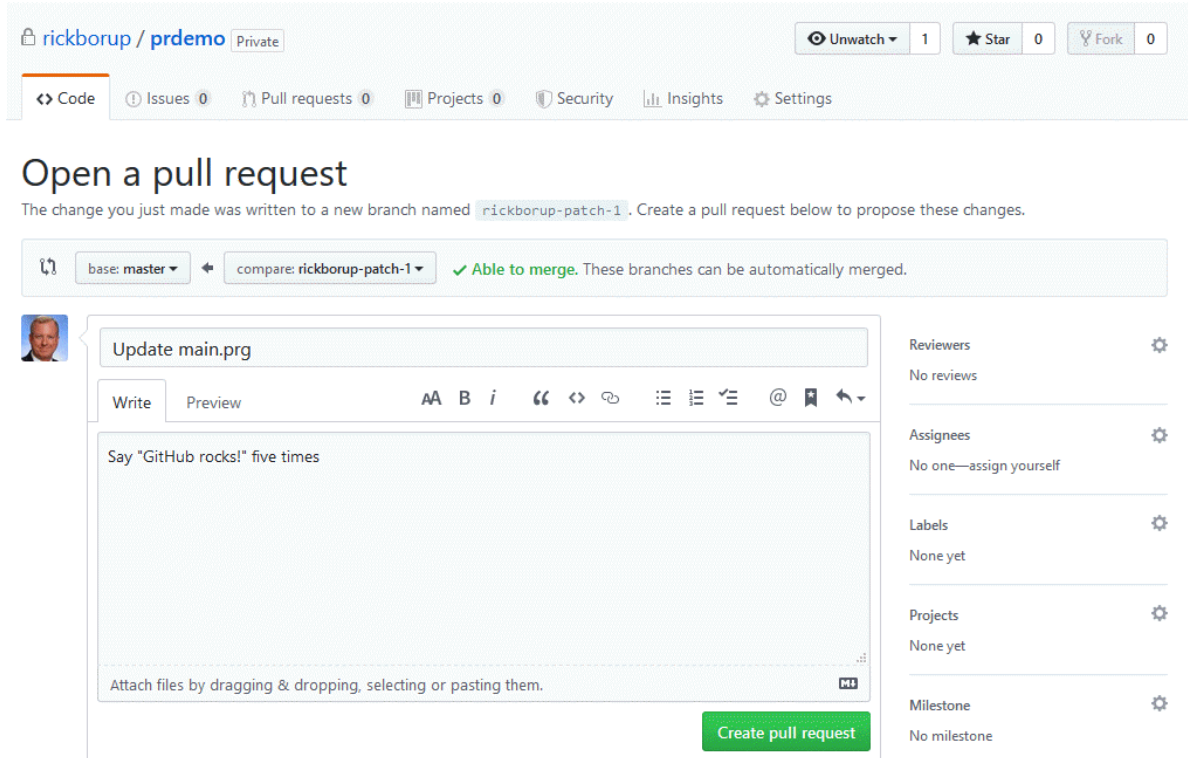 rickborup / prdemo Private Unwatch 1 Star 0 Fork 0
Code Issues 0 Pull requests 0 Projects 0 Security Insights Settings
Open a pull request
The change you just made was written to a new branch named rickborup-patch-1 . Create a pull request below to propose these changes.
base: master compare: rickborup-patch-1 Able to merge. These branches can be automatically merged.
Update main.prg
Write Preview AA B i @
Say "GitHub rocks!" five times
Attach files by dragging & dropping, selecting or pasting them.
Create pull request
Reviewers
No reviews
Assignees
No one—assign yourself
Labels
None yet
Projects
None yet
Milestone
No milestone